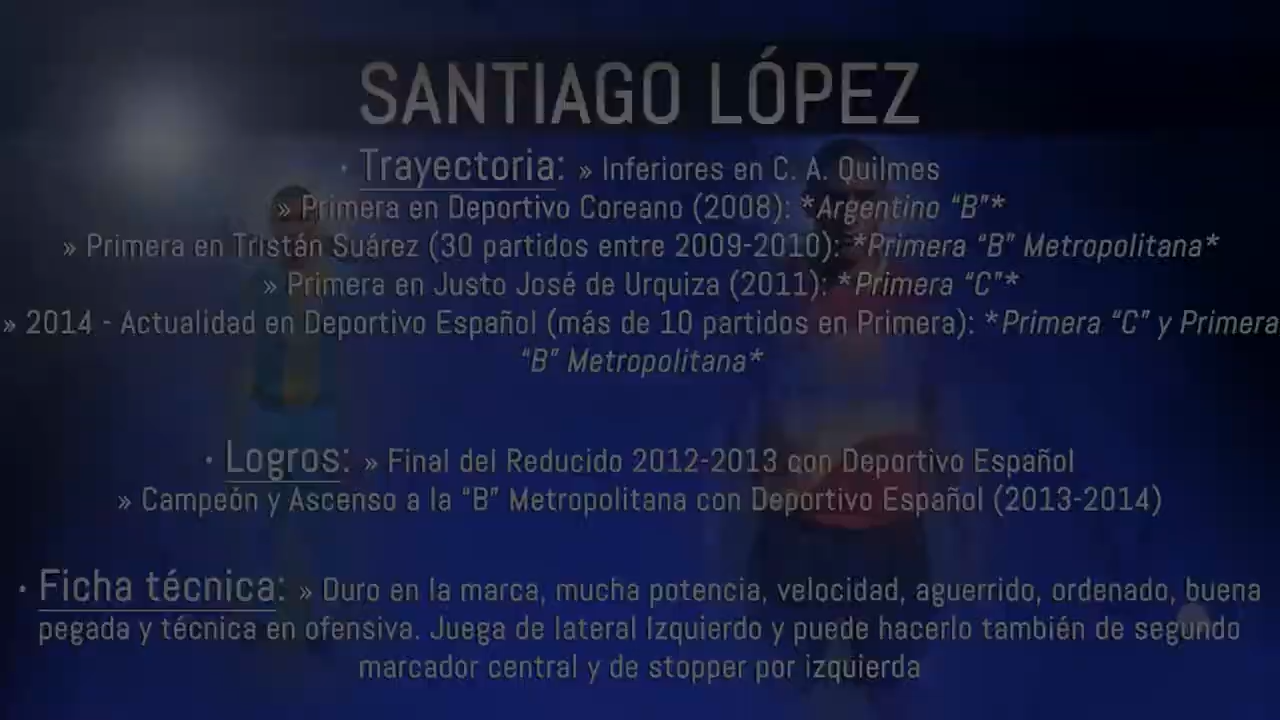 SANTIAGO LÓPEZ
· Trayectoria: » Inferiores en C. A. Quilmes
» Primera en Deportivo Coreano (2008): *Argentino “B”*
» Primera en Tristán Suárez (30 partidos entre 2009-2010): *Primera “B” Metropolitana*
» Primera en Justo José de Urquiza (2011): *Primera “C”*
» 2014 - Actualidad en Deportivo Español (más de 10 partidos en Primera): *Primera “C” y Primera
“B” Metropolitana*
· Logros: » Final del Reducido 2012-2013 con Deportivo Español
» Campeón y Ascenso a la “B” Metropolitana con Deportivo Español (2013-2014)
· Ficha técnica: » Duro en la marca, mucha potencia, velocidad, aguerrido, ordenado, buena
pegada y técnica en ofensiva. Juega de lateral Izquierdo y puede hacerlo también de segundo
marcador central y de stopper por izquierda